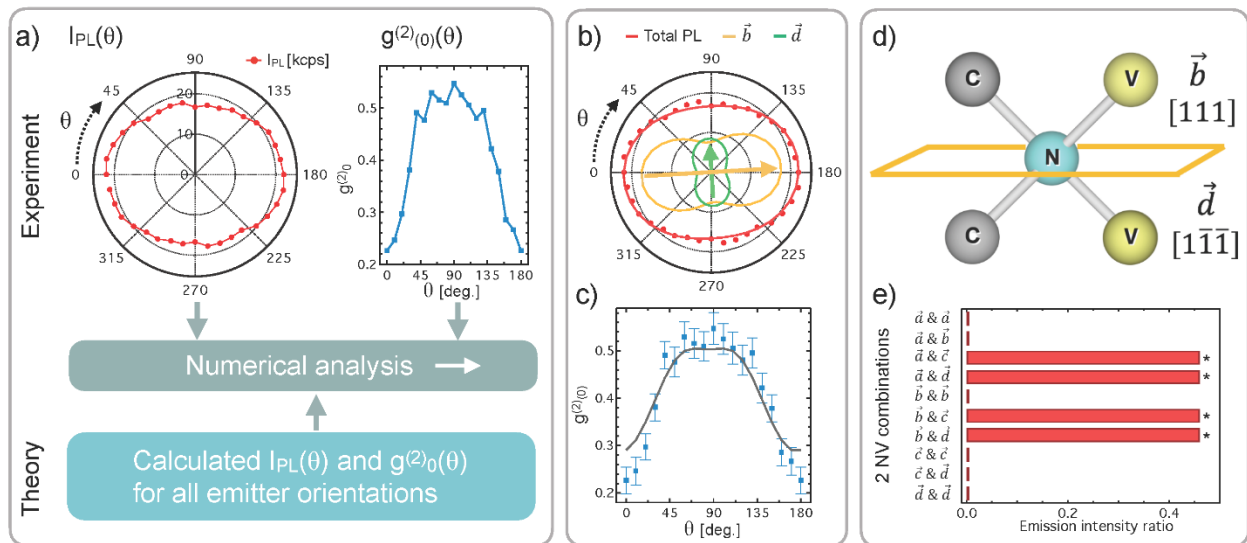 Experiment
Theory
a)
I_PL(θ)
g⁽²⁾₍₀₎(θ)
I_PL [kcps]
θ
90
45
135
20
10
0
0
180
315
225
270
g⁽²⁾₀
0.5
0.4
0.3
0.2
0 45 90 135 180
θ [deg.]
Numerical analysis
Calculated I_PL(θ) and g⁽²⁾₀(θ)
for all emitter orientations
b)
Total PL b⃗ d⃗
θ
90
45
135
0
180
315
225
270
c)
g⁽²⁾₍₀₎
0.5
0.4
0.3
0.2
0 45 90 135 180
θ [deg.]
d)
C
V
b⃗
[111]
N
C
V
d⃗
[11̄1̄]
e)
2 NV combinations
a⃗ & a⃗
a⃗ & b⃗
a⃗ & c⃗ *
a⃗ & d⃗ *
b⃗ & b⃗
b⃗ & c⃗ *
b⃗ & d⃗ *
c⃗ & c⃗
c⃗ & d⃗
d⃗ & d⃗
0.0 0.2 0.4
Emission intensity ratio